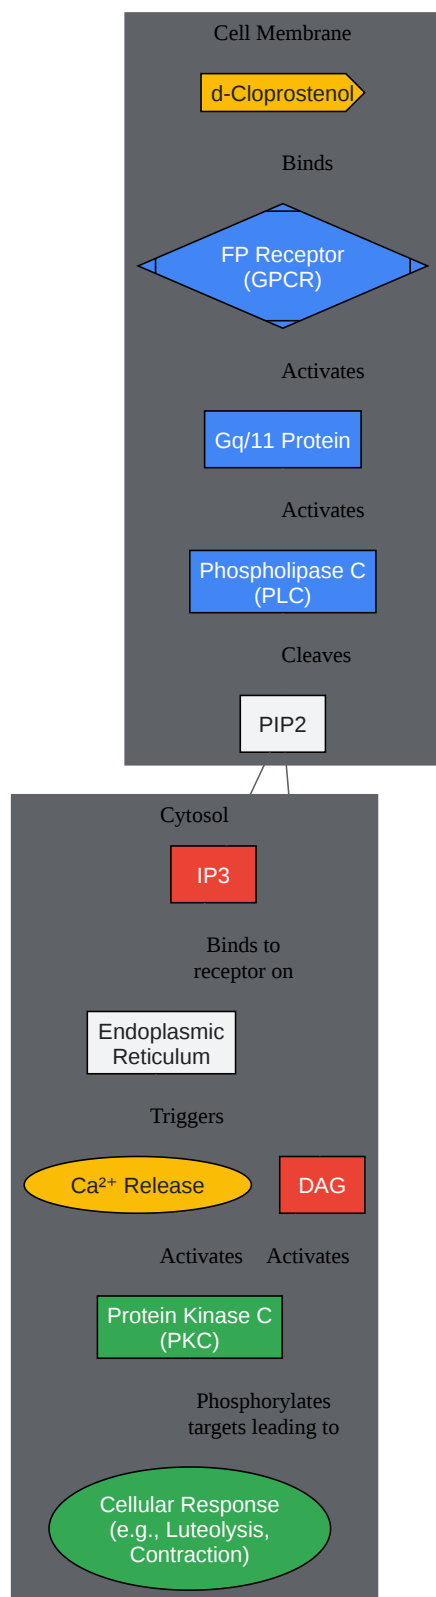 Cell Membrane
d-Cloprostenol
Binds
FP Receptor
(GPCR)
Activates
Gq/11 Protein
Activates
Phospholipase C
(PLC)
Cleaves
PIP2
Cytosol
IP3
Binds to
receptor on
Endoplasmic
Reticulum
Triggers
Ca²⁺ Release
DAG
Activates
Activates
Protein Kinase C
(PKC)
Phosphorylates
targets leading to
Cellular Response
(e.g., Luteolysis,
Contraction)